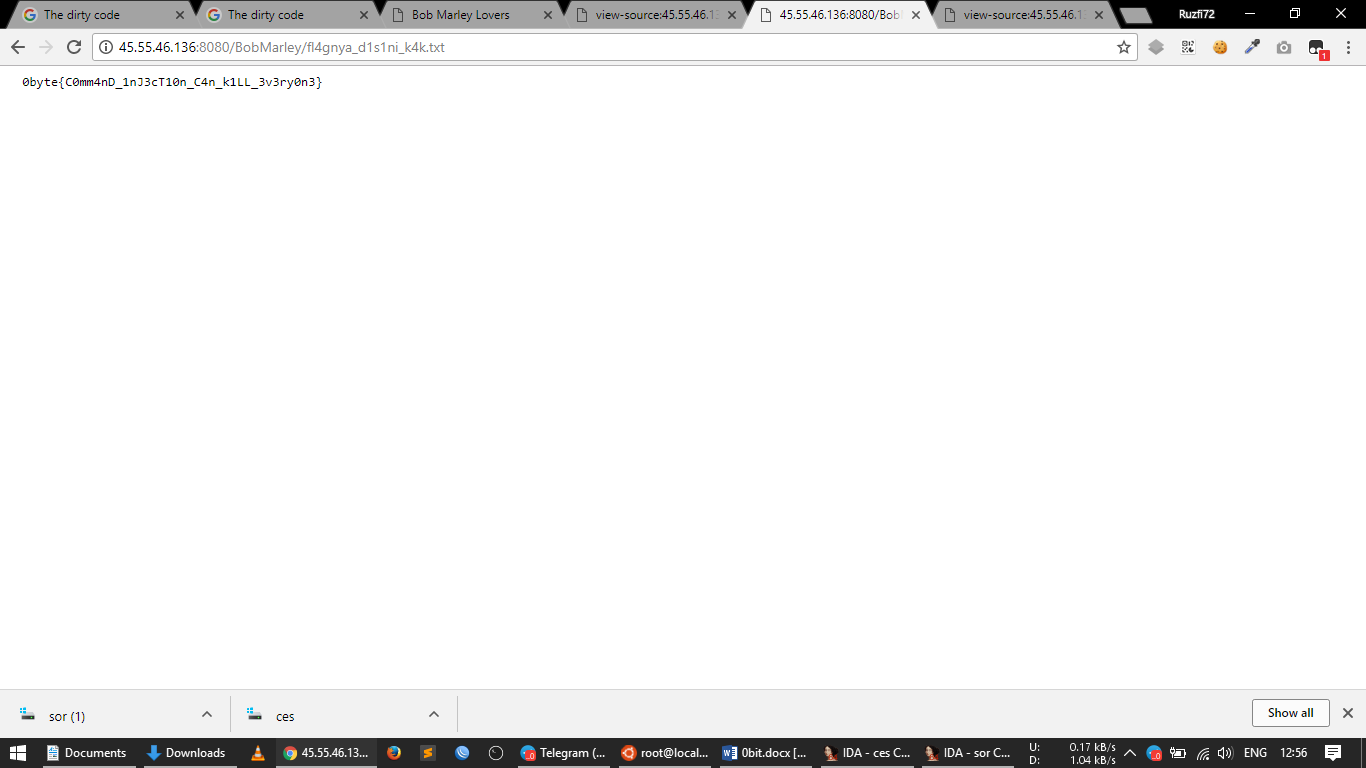 The dirty code
The dirty code
Bob Marley Lovers
view-source:45.55.46.13
45.55.46.136:8080/Bob
view-source:45.55.46.1
Ruzfi72
45.55.46.136:8080/BobMarley/fl4gnya_d1s1ni_k4k.txt
1
0byte{C0mm4nD_1nJ3cT10n_C4n_k1LL_3v3ry0n3}
sor (1)
ces
Show all
Documents
Downloads
45.55.46.13...
Telegram (...
root@local...
0bit.docx [...
IDA - ces C...
IDA - sor C...
U: 0.17 kB/s
D: 1.04 kB/s
ENG
12:56